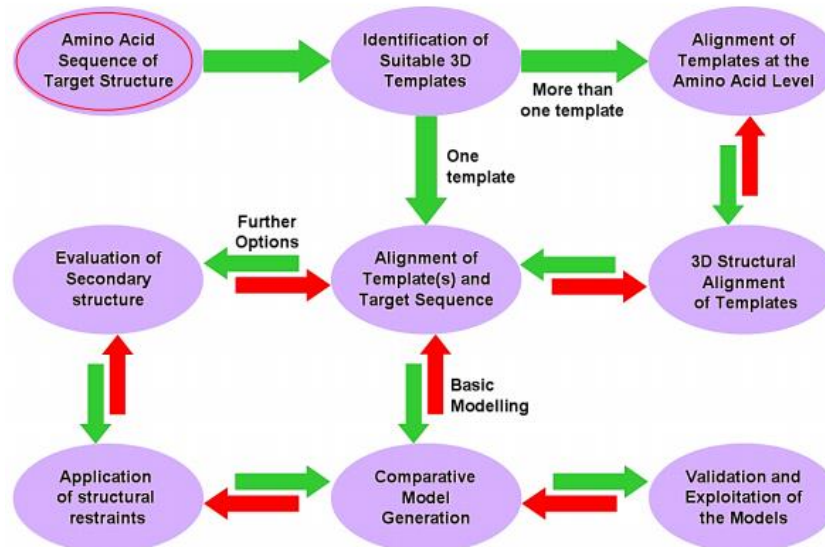 Amino Acid
Sequence of
Target Structure
Identification of
Suitable 3D
Templates
More than
one template
Alignment of
Templates at the
Amino Acid Level
One
template
Further
Options
Evaluation of
Secondary
structure
Alignment of
Template(s) and
Target Sequence
3D Structural
Alignment
of Templates
Basic
Modelling
Application
of structural
restraints
Comparative
Model
Generation
Validation and
Exploitation of
the Models